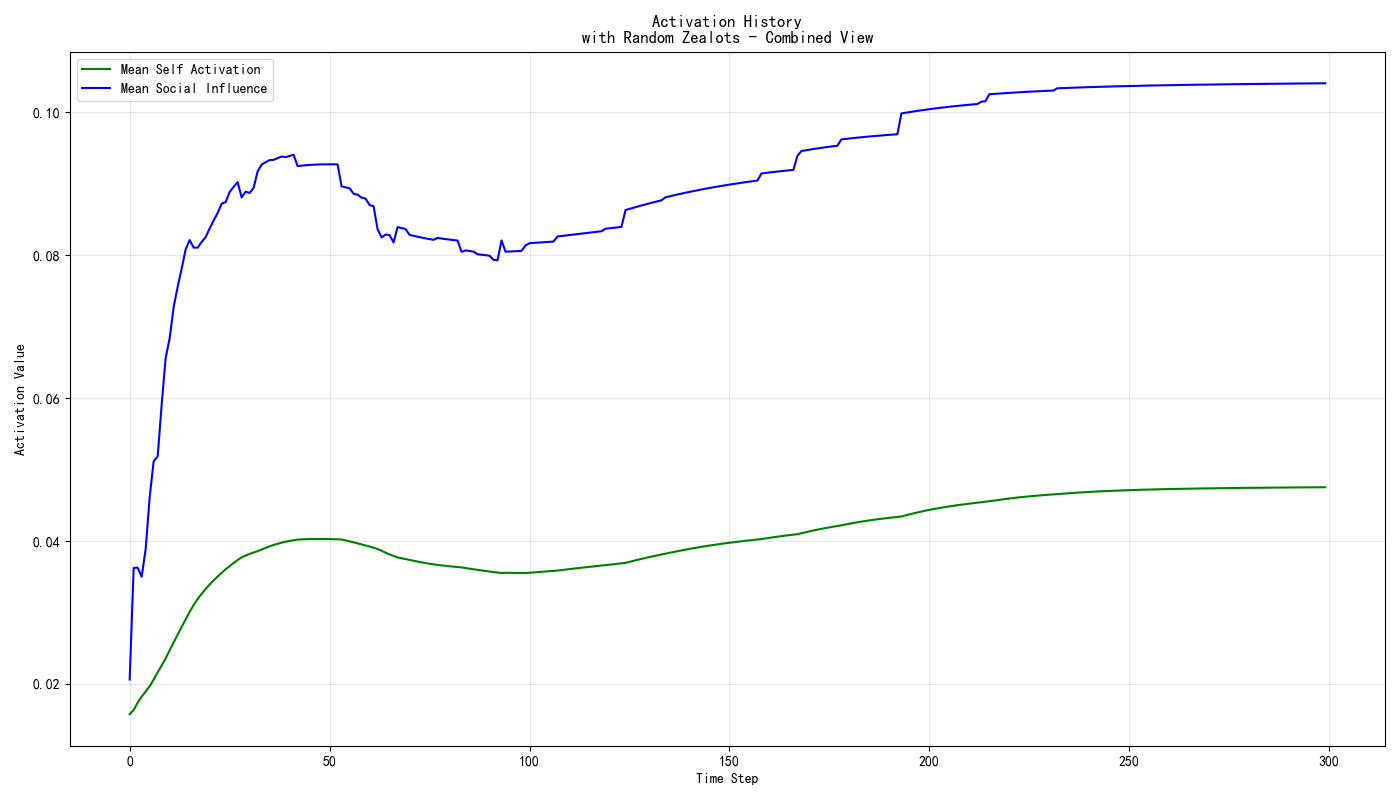 Activation History
with Random Zealots - Combined View
Mean Self Activation
Mean Social Influence
Activation Value
0.10
0.08
0.06
0.04
0.02
0
50
100
150
200
250
300
Time Step